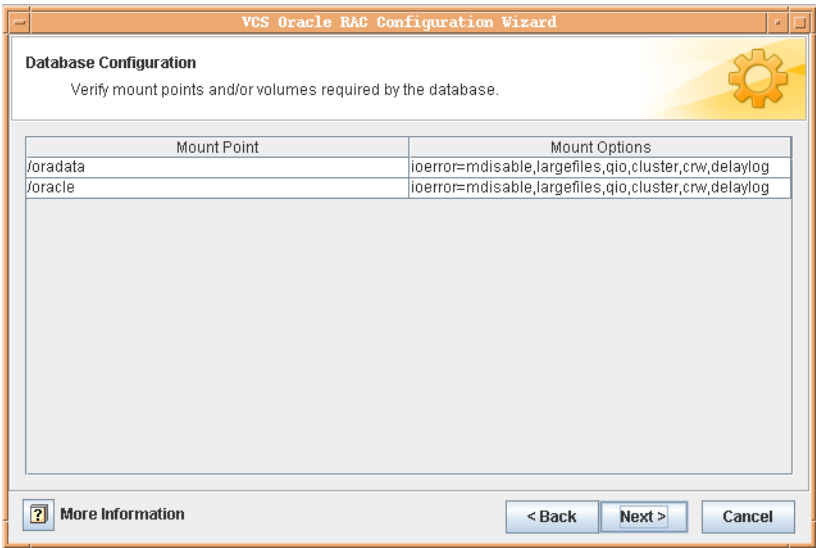 VCS Oracle RAC Configuration Wizard
Database Configuration
Verify mount points and/or volumes required by the database.
Mount Point Mount Options
/oradata ioerror=mdisable,largefiles,qio,cluster,crw,delaylog
/oracle ioerror=mdisable,largefiles,qio,cluster,crw,delaylog
? More Information < Back Next > Cancel